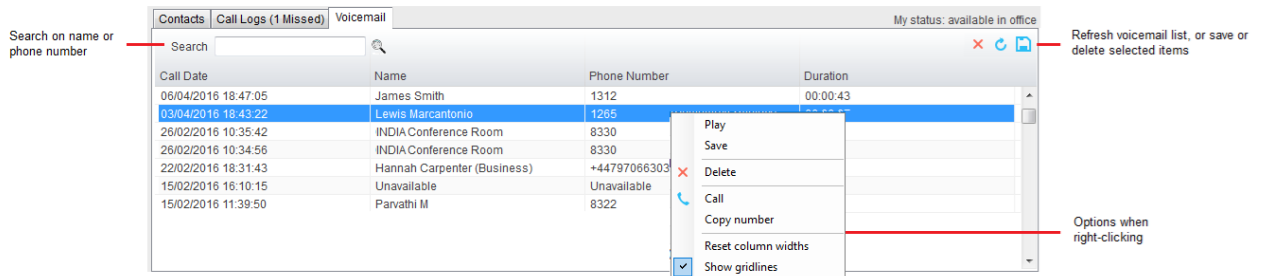 Contacts Call Logs (1 Missed) Voicemail My status: available in office
Search on name or
phone number
Search
Refresh voicemail list, or save or
delete selected items
Call Date Name Phone Number Duration
06/04/2016 18:47:05 James Smith 1312 00:00:43
03/04/2016 18:43:22 Lewis Marcantonio 1265
26/02/2016 10:35:42 INDIA Conference Room 8330
26/02/2016 10:34:56 INDIA Conference Room 8330
22/02/2016 18:31:43 Hannah Carpenter (Business) +44797066303
15/02/2016 16:10:15 Unavailable Unavailable
15/02/2016 11:39:50 Parvathi M 8322
Play
Save
Delete
Call
Copy number
Reset column widths
Show gridlines
Options when
right-clicking